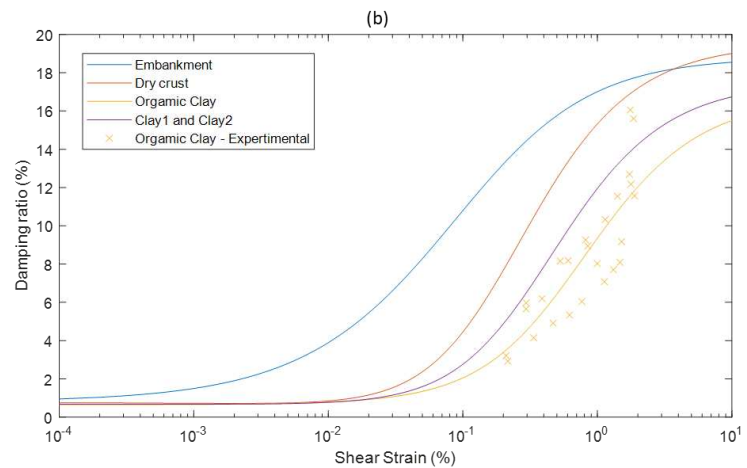 (b)
20
18
16
14
12
10
8
6
4
2
0
Damping ratio (%)
Embankment
Dry crust
Orgamic Clay
Clay1 and Clay2
Orgamic Clay - Expertimental
10-4
10-3
10-2
10-1
100
101
Shear Strain (%)